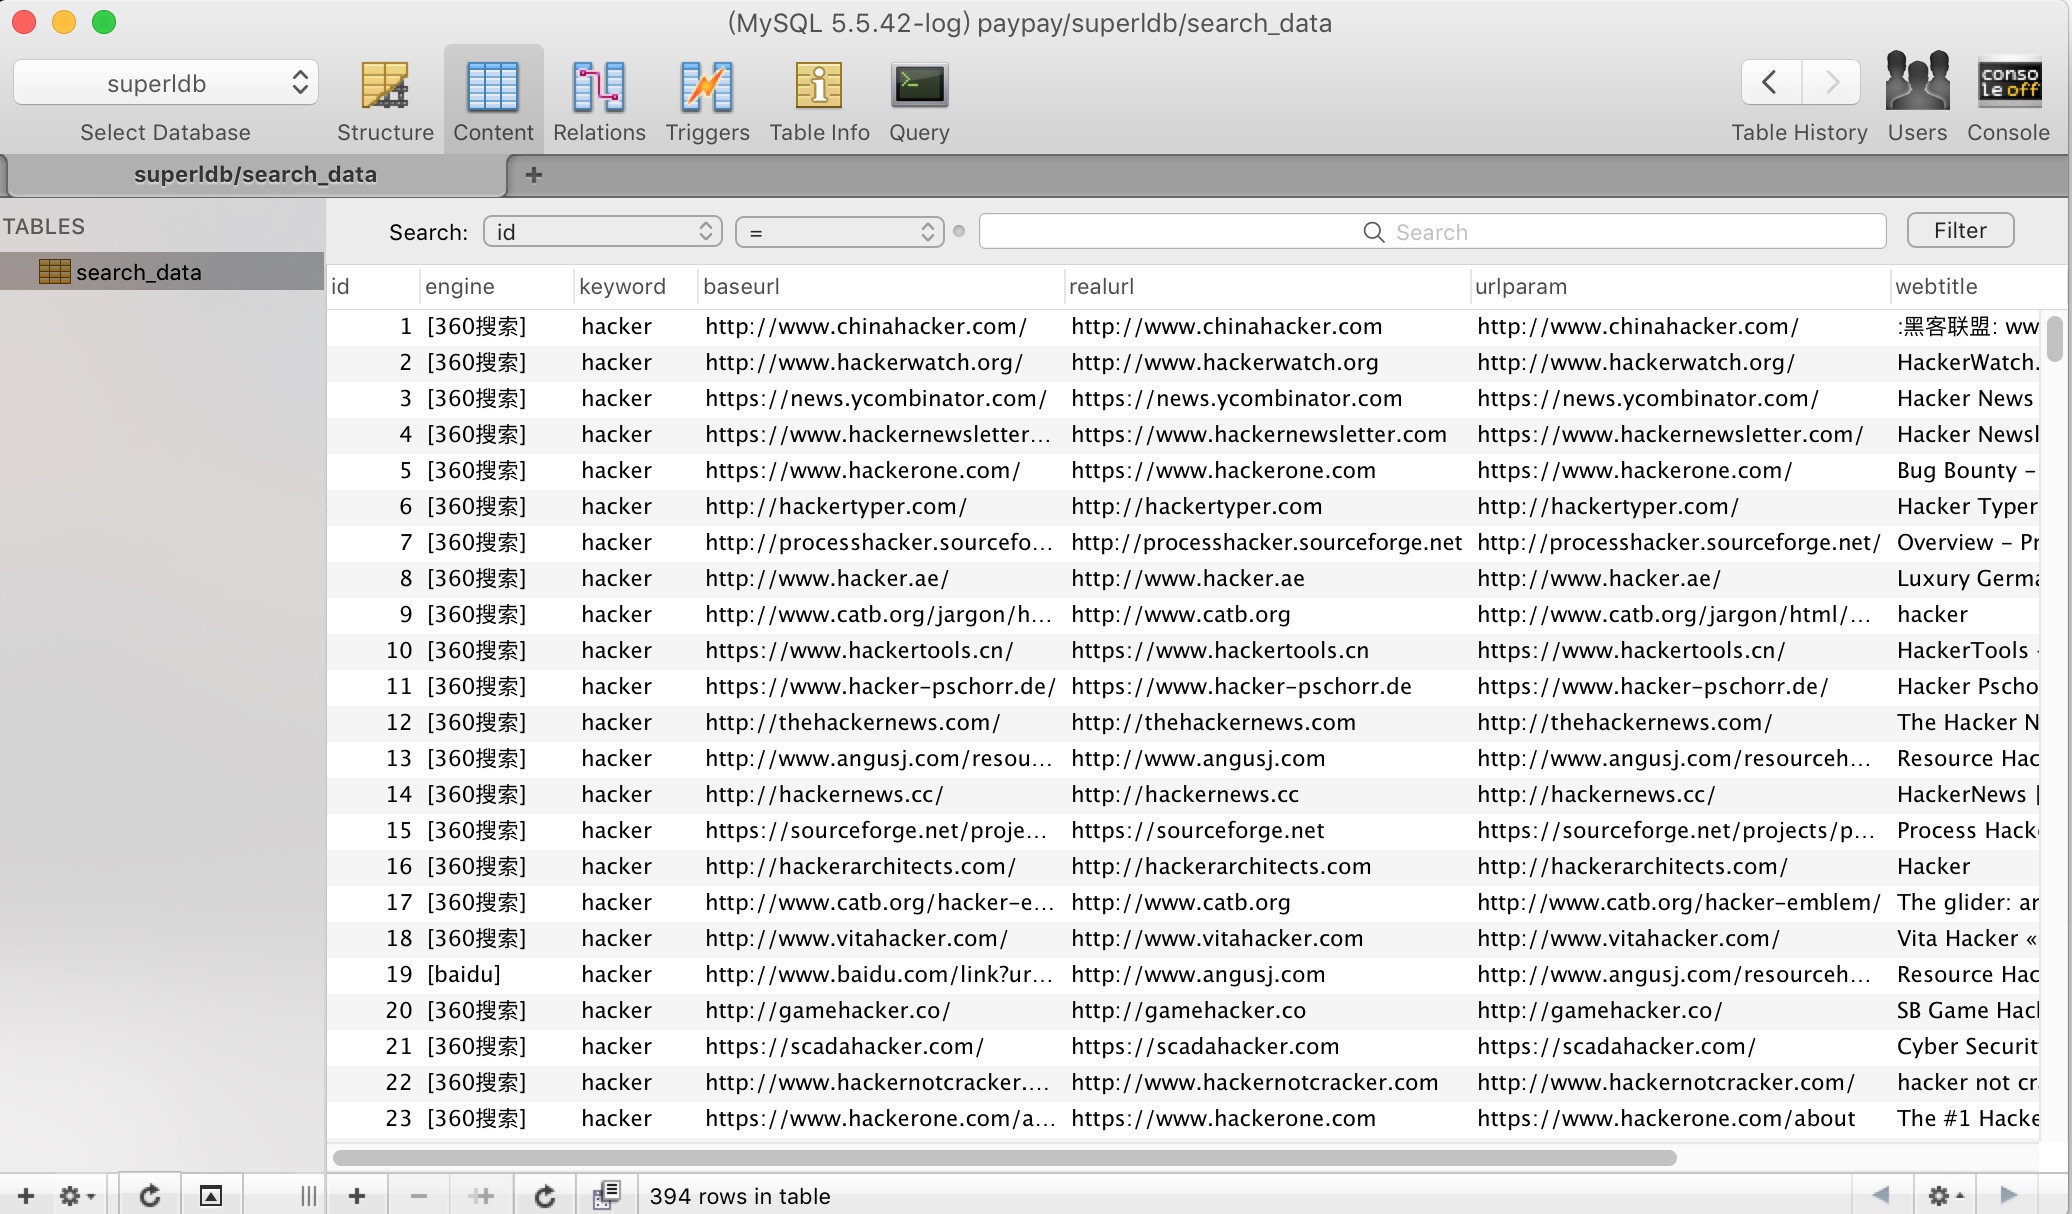 (MySQL 5.5.42-log) paypay/superldb/search_data
superldb
Select Database
Structure
Content
Relations
Triggers
Table Info
Query
Table History
Users
conso
le off
Console
superldb/search_data
+
TABLES
search_data
Search: id = Search Filter
id engine keyword baseurl realurl urlparam webtitle
1 [360搜索] hacker http://www.chinahacker.com/ http://www.chinahacker.com http://www.chinahacker.com/ :黑客联盟: ww
2 [360搜索] hacker http://www.hackerwatch.org/ http://www.hackerwatch.org http://www.hackerwatch.org/ HackerWatch.
3 [360搜索] hacker https://news.ycombinator.com/ https://news.ycombinator.com https://news.ycombinator.com/ Hacker News
4 [360搜索] hacker https://www.hackernewsletter... https://www.hackernewsletter.com https://www.hackernewsletter.com/ Hacker Newsl
5 [360搜索] hacker https://www.hackerone.com/ https://www.hackerone.com https://www.hackerone.com/ Bug Bounty –
6 [360搜索] hacker http://hackertyper.com/ http://hackertyper.com http://hackertyper.com/ Hacker Typer
7 [360搜索] hacker http://processhacker.sourcefo... http://processhacker.sourceforge.net http://processhacker.sourceforge.net/ Overview – Pr
8 [360搜索] hacker http://www.hacker.ae/ http://www.hacker.ae http://www.hacker.ae/ Luxury Germa
9 [360搜索] hacker http://www.catb.org/jargon/h... http://www.catb.org http://www.catb.org/jargon/html/... hacker
10 [360搜索] hacker https://www.hackertools.cn/ https://www.hackertools.cn https://www.hackertools.cn/ HackerTools -
11 [360搜索] hacker https://www.hacker-pschorr.de/ https://www.hacker-pschorr.de https://www.hacker-pschorr.de/ Hacker Pscho
12 [360搜索] hacker http://thehackernews.com/ http://thehackernews.com http://thehackernews.com/ The Hacker N
13 [360搜索] hacker http://www.angusj.com/resou... http://www.angusj.com http://www.angusj.com/resourceh... Resource Hac
14 [360搜索] hacker http://hackernews.cc/ http://hackernews.cc http://hackernews.cc/ HackerNews |
15 [360搜索] hacker https://sourceforge.net/proje... https://sourceforge.net https://sourceforge.net/projects/p... Process Hack
16 [360搜索] hacker http://hackerarchitects.com/ http://hackerarchitects.com http://hackerarchitects.com/ Hacker
17 [360搜索] hacker http://www.catb.org/hacker-e... http://www.catb.org http://www.catb.org/hacker-emblem/ The glider: ar
18 [360搜索] hacker http://www.vitahacker.com/ http://www.vitahacker.com http://www.vitahacker.com/ Vita Hacker «
19 [baidu] hacker http://www.baidu.com/link?ur... http://www.angusj.com http://www.angusj.com/resourceh... Resource Hac
20 [360搜索] hacker http://gamehacker.co/ http://gamehacker.co http://gamehacker.co/ SB Game Hacl
21 [360搜索] hacker https://scadahacker.com/ https://scadahacker.com https://scadahacker.com/ Cyber Securit
22 [360搜索] hacker http://www.hackernotcracker.... http://www.hackernotcracker.com http://www.hackernotcracker.com/ hacker not cr
23 [360搜索] hacker https://www.hackerone.com/a... https://www.hackerone.com https://www.hackerone.com/about The #1 Hacke
394 rows in table